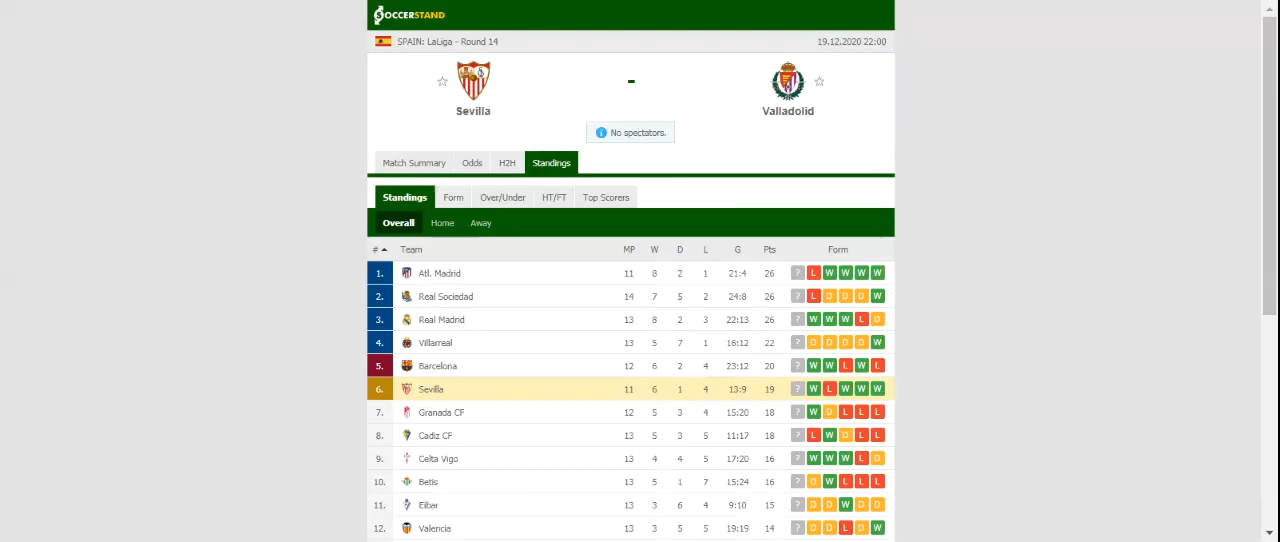 SOCCERSTAND
SPAIN: LaLiga - Round 14 19.12.2020 22:00
-
Sevilla Valladolid
No spectators.
Match Summary Odds H2H Standings
Standings Form Over/Under HT/FT Top Scorers
Overall Home Away
# Team MP W D L G Pts Form
1. Atl. Madrid 11 8 2 1 21:4 26 ? L W W W W
2. Real Sociedad 14 7 5 2 24:8 26 ? L D D D W
3. Real Madrid 13 8 2 3 22:13 26 ? W W W L D
4. Villarreal 13 5 7 1 16:12 22 ? D D D D W
5. Barcelona 12 6 2 4 23:12 20 ? W W L W L
6. Sevilla 11 6 1 4 13:9 19 ? W L W W W
7. Granada CF 12 5 3 4 15:20 18 ? W D L L L
8. Cadiz CF 13 5 3 5 11:17 18 ? L W D L L
9. Celta Vigo 13 4 4 5 17:20 16 ? W W W L D
10. Betis 13 5 1 7 15:24 16 ? D W L L L
11. Eibar 13 3 6 4 9:10 15 ? D D W D D
12. Valencia 13 3 5 5 19:19 14 ? D D L D W